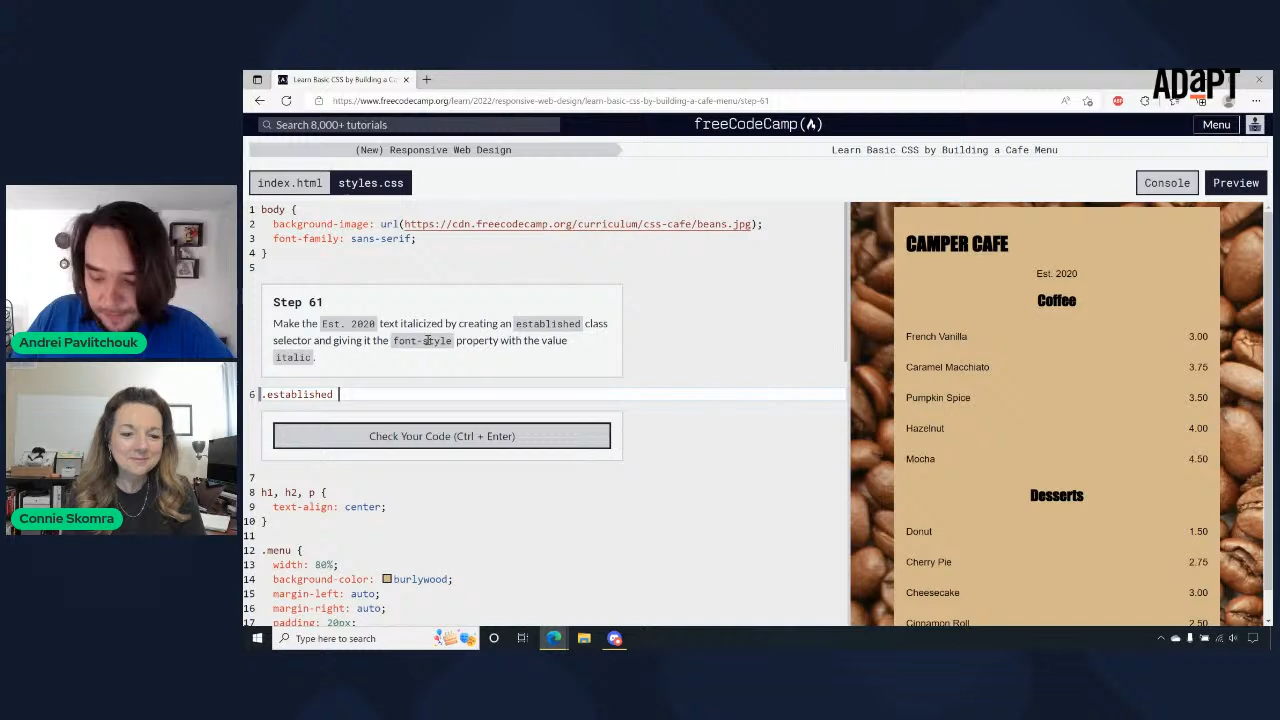 ADaPT
Learn Basic CSS by Building a Ca
https://www.freecodecamp.org/learn/2022/responsive-web-design/learn-basic-css-by-building-a-cafe-menu/step-61
Search 8,000+ tutorials
freeCodeCamp
Menu
(New) Responsive Web Design
Learn Basic CSS by Building a Cafe Menu
index.html
styles.css
Console
Preview
1 body {
2 background-image: url(https://cdn.freecodecamp.org/curriculum/css-cafe/beans.jpg);
3 font-family: sans-serif;
4 }
5
Step 61
Make the Est. 2020 text italicized by creating an established class
selector and giving it the font-style property with the value
italic.
6 .established
Check Your Code (Ctrl + Enter)
7
8 h1, h2, p {
9 text-align: center;
10 }
11
12 .menu {
13 width: 80%;
14 background-color: burlywood;
15 margin-left: auto;
16 margin-right: auto;
17 padding: 20px;
CAMPER CAFE
Est. 2020
Coffee
French Vanilla 3.00
Caramel Macchiato 3.75
Pumpkin Spice 3.50
Hazelnut 4.00
Mocha 4.50
Desserts
Donut 1.50
Cherry Pie 2.75
Cheesecake 3.00
Cinnamon Roll 2.50
Andrei Pavlitchouk
Connie Skomra
Type here to search